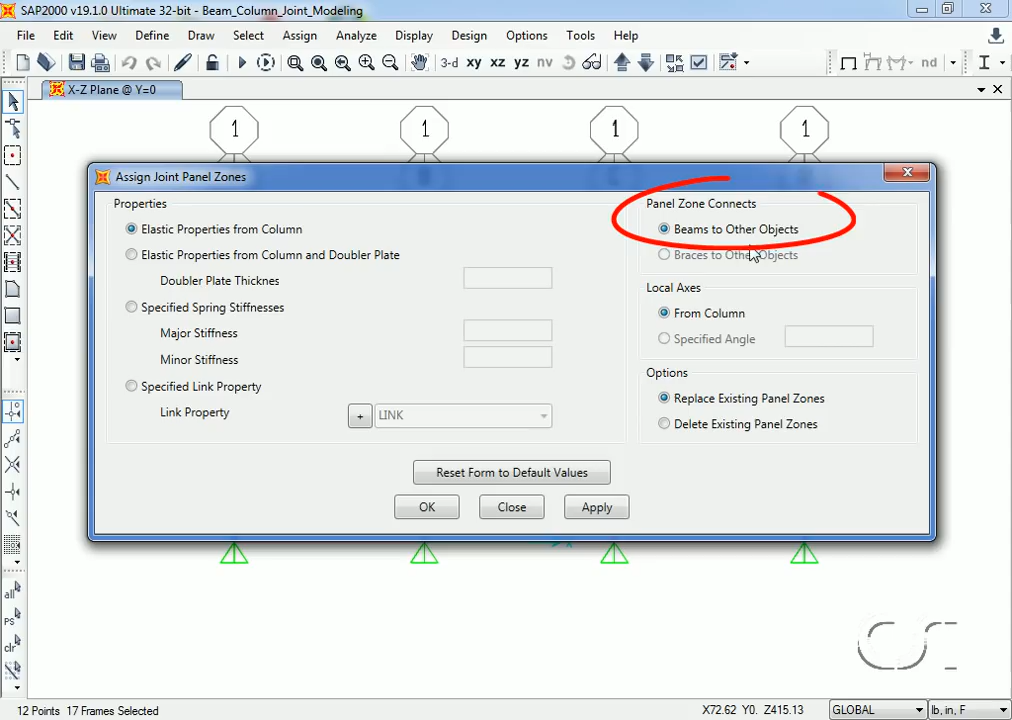 SAP2000 v19.1.0 Ultimate 32-bit - Beam_Column_Joint_Modeling
File Edit View Define Draw Select Assign Analyze Display Design Options Tools Help
3-d xy xz yz nv nd
X-Z Plane @ Y=0
1 1 1 1
Assign Joint Panel Zones
Properties
Elastic Properties from Column
Elastic Properties from Column and Doubler Plate
Doubler Plate Thicknes
Specified Spring Stiffnesses
Major Stiffness
Minor Stiffness
Specified Link Property
Link Property + LINK
Panel Zone Connects
Beams to Other Objects
Braces to Other Objects
Local Axes
From Column
Specified Angle
Options
Replace Existing Panel Zones
Delete Existing Panel Zones
Reset Form to Default Values
OK Close Apply
all
PS
clr
CSI
12 Points 17 Frames Selected X72.62 Y0. Z415.13 GLOBAL lb, in, F